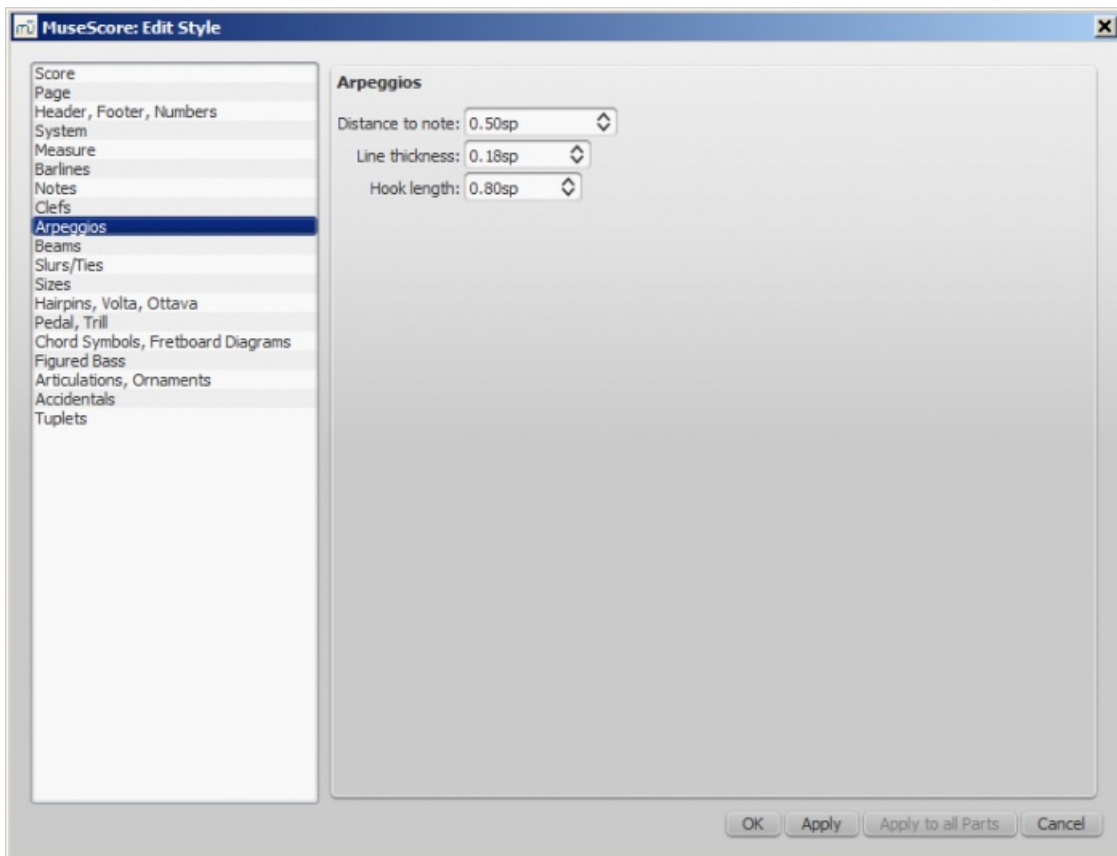 MuseScore: Edit Style
Score
Page
Header, Footer, Numbers
System
Measure
Barlines
Notes
Clefs
Arpeggios
Beams
Slurs/Ties
Sizes
Hairpins, Volta, Ottava
Pedal, Trill
Chord Symbols, Fretboard Diagrams
Figured Bass
Articulations, Ornaments
Accidentals
Tuplets
Arpeggios
Distance to note: 0.50sp
Line thickness: 0.18sp
Hook length: 0.80sp
OK Apply Apply to all Parts Cancel